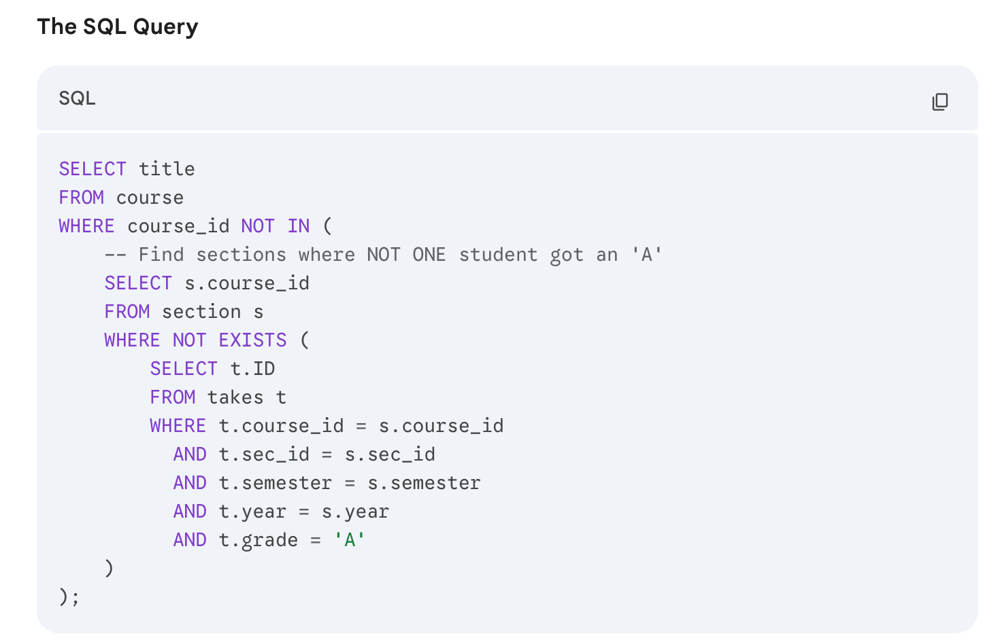 The SQL Query
SQL
SELECT title
FROM course
WHERE course_id NOT IN (
    -- Find sections where NOT ONE student got an 'A'
    SELECT s.course_id
    FROM section s
    WHERE NOT EXISTS (
        SELECT t.ID
        FROM takes t
        WHERE t.course_id = s.course_id
          AND t.sec_id = s.sec_id
          AND t.semester = s.semester
          AND t.year = s.year
          AND t.grade = 'A'
    )
);